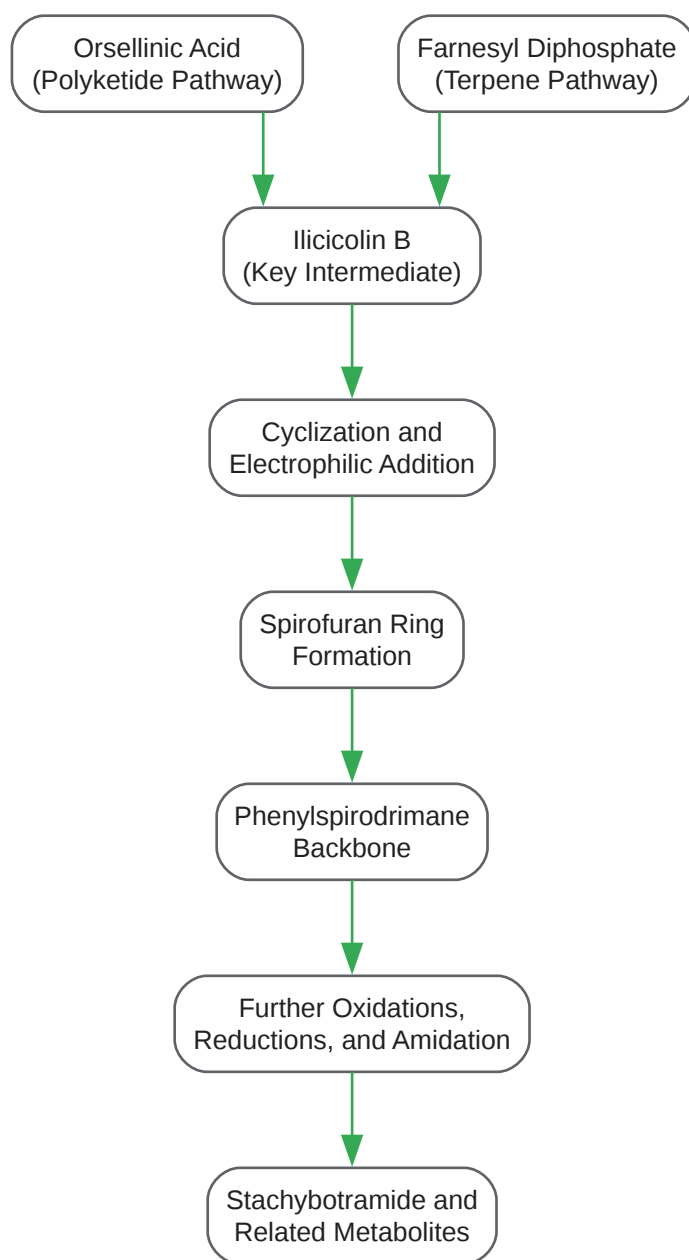 Orsellinic Acid
(Polyketide Pathway)
Farnesyl Diphosphate
(Terpene Pathway)
Ilicicolin B
(Key Intermediate)
Cyclization and
Electrophilic Addition
Spirofuran Ring
Formation
Phenylspirodrimane
Backbone
Further Oxidations,
Reductions, and Amidation
Stachybotramide and
Related Metabolites